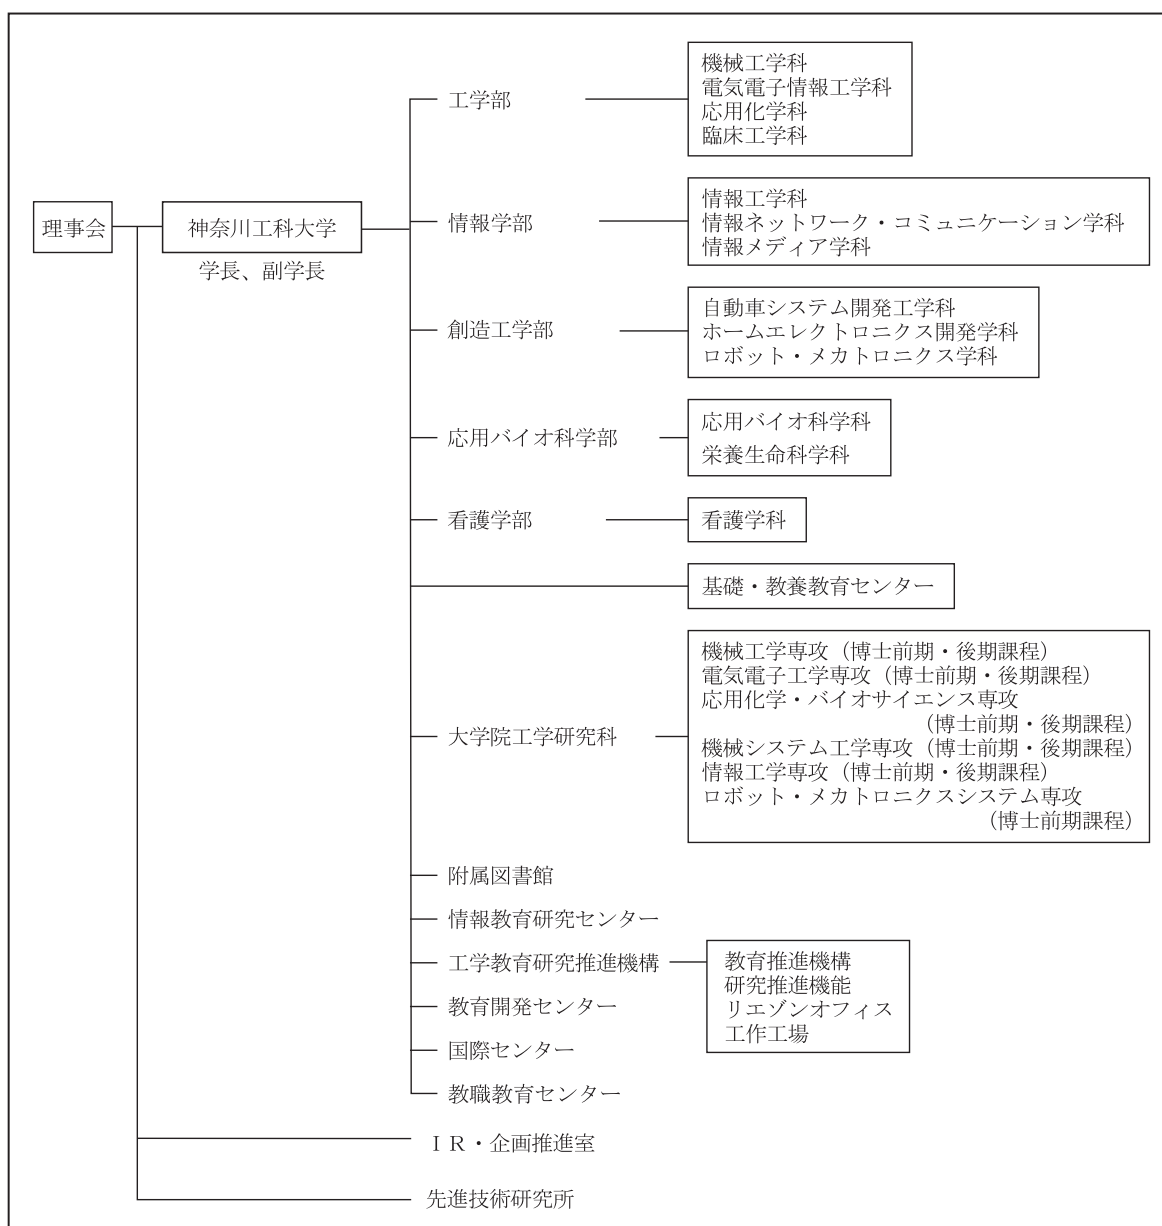 理事会
神奈川工科大学
学長、副学長
工学部
機械工学科
電気電子情報工学科
応用化学科
臨床工学科
情報学部
情報工学科
情報ネットワーク・コミュニケーション学科
情報メディア学科
創造工学部
自動車システム開発工学科
ホームエレクトロニクス開発学科
ロボット・メカトロニクス学科
応用バイオ科学部
応用バイオ科学科
栄養生命科学科
看護学部
看護学科
基礎・教養教育センター
大学院工学研究科
機械工学専攻（博士前期・後期課程）
電気電子工学専攻（博士前期・後期課程）
応用化学・バイオサイエンス専攻
（博士前期・後期課程）
機械システム工学専攻（博士前期・後期課程）
情報工学専攻（博士前期・後期課程）
ロボット・メカトロニクスシステム専攻
（博士前期課程）
附属図書館
情報教育研究センター
工学教育研究推進機構
教育推進機構
研究推進機能
リエゾンオフィス
工作工場
教育開発センター
国際センター
教職教育センター
ＩＲ・企画推進室
先進技術研究所